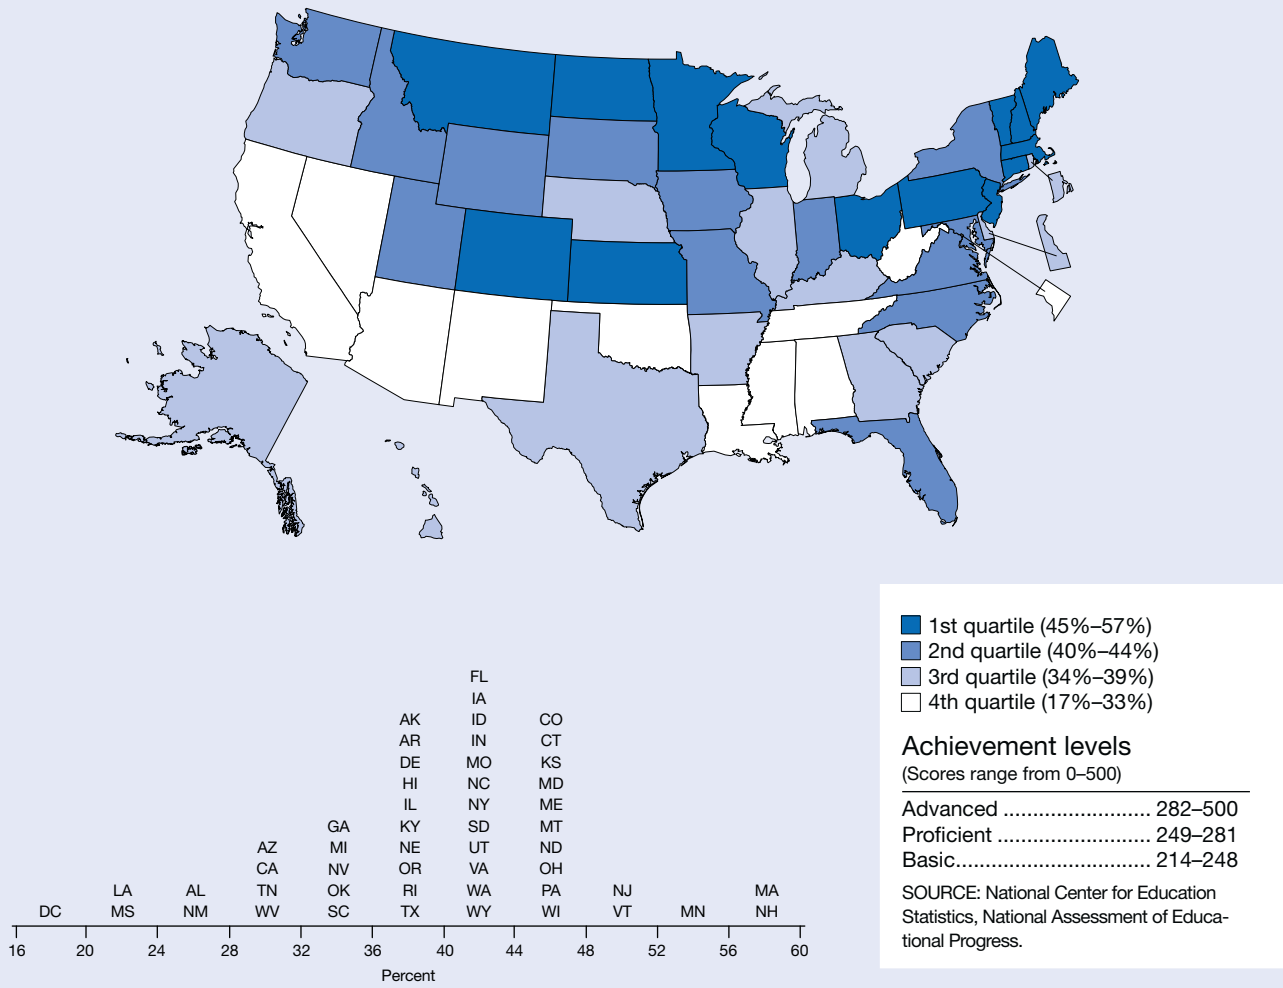 1st quartile (45%–57%)
2nd quartile (40%–44%)
3rd quartile (34%–39%)
4th quartile (17%–33%)
Achievement levels
(Scores range from 0–500)
Advanced ........................... 282–500
Proficient ........................... 249–281
Basic.................................. 214–248
SOURCE: National Center for Education
Statistics, National Assessment of Educa-
tional Progress.
FL
IA
AK ID CO
AR IN CT
DE MO KS
HI NC MD
IL NY ME
GA KY SD MT
AZ MI NE UT ND
CA NV OR VA OH
LA AL TN OK RI WA PA NJ MA
DC MS NM WV SC TX WY WI VT MN NH
16 20 24 28 32 36 40 44 48 52 56 60
Percent